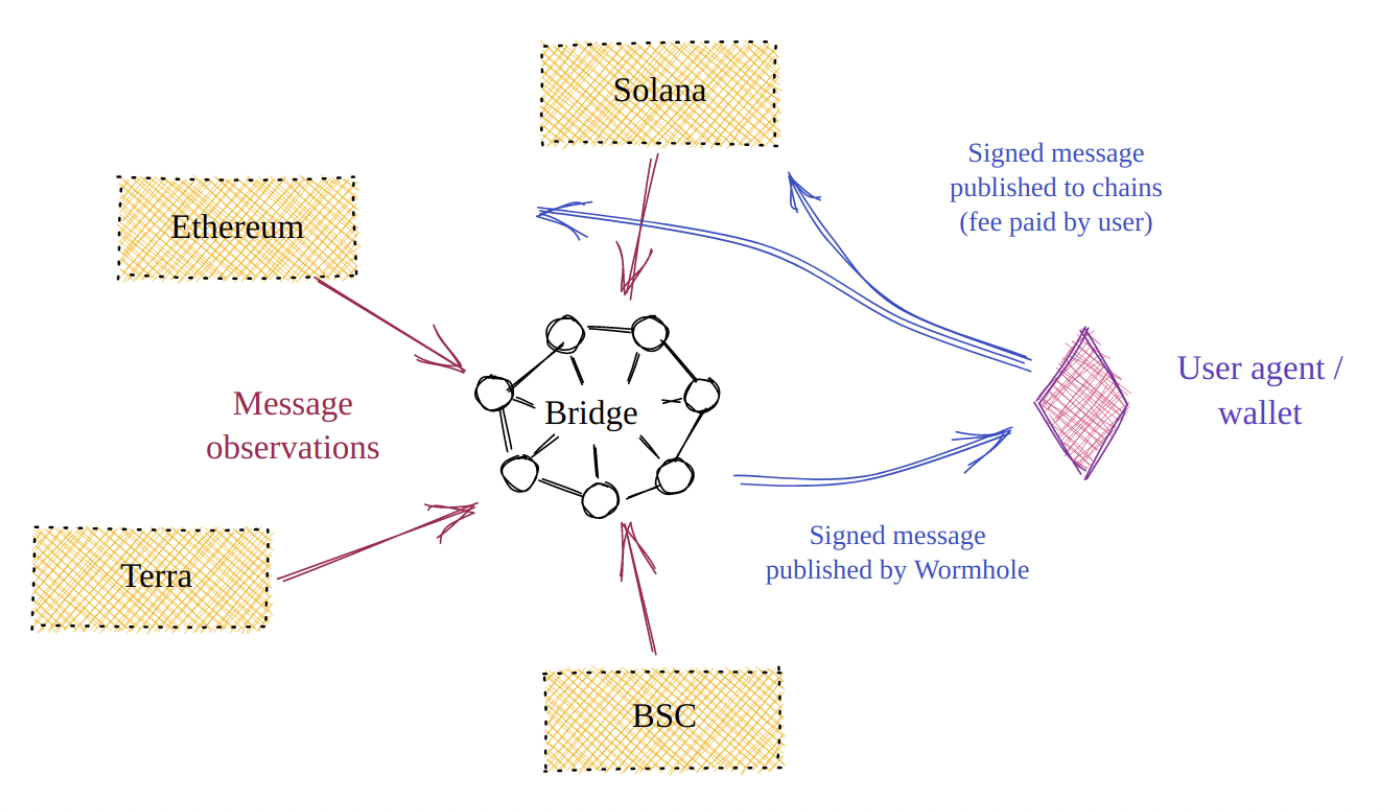 Solana
Signed message
published to chains
(fee paid by user)
Ethereum
User agent /
wallet
Message
observations
Bridge
Signed message
published by Wormhole
Terra
BSC